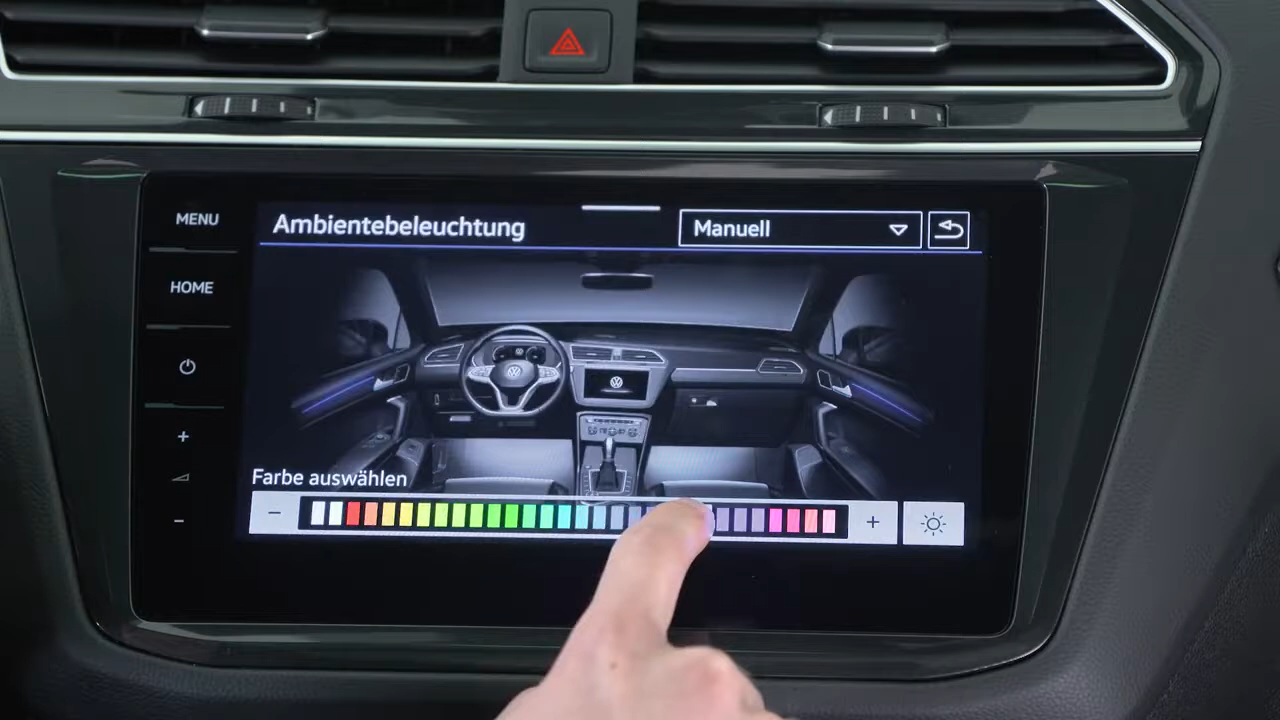 MENU
Ambientebeleuchtung
Manuell
HOME
+
Farbe auswählen
−
−
+